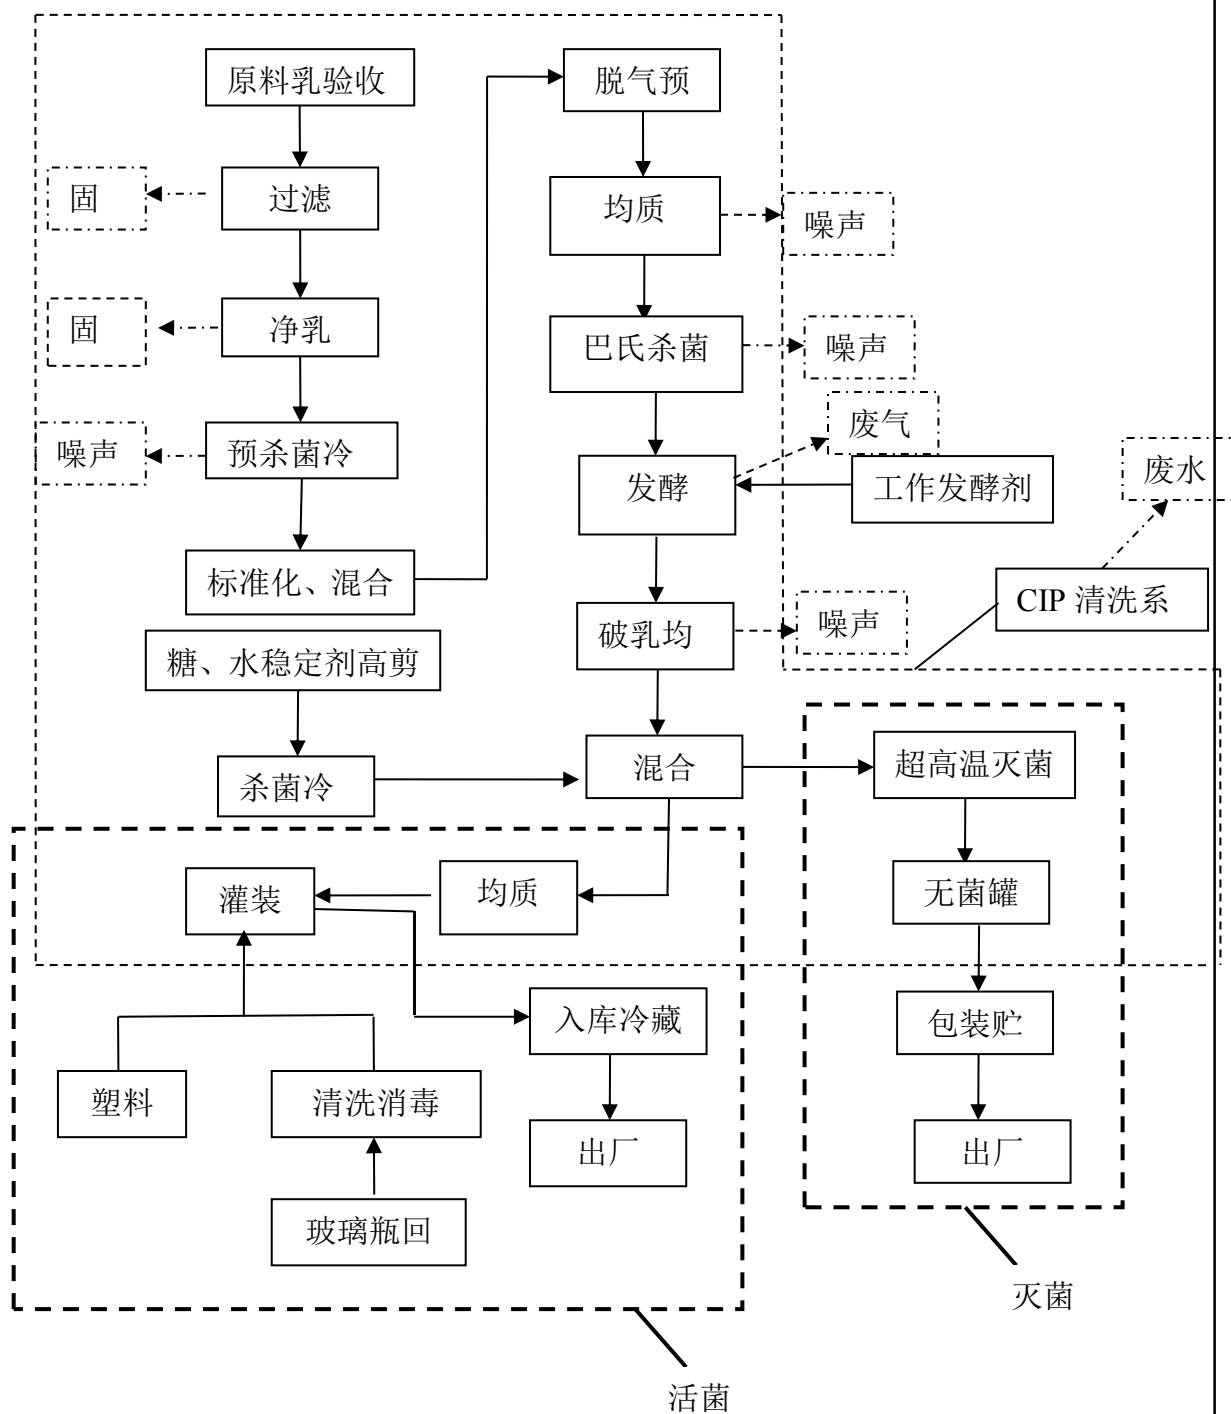 原料乳验收
脱气预
固
过滤
均质
噪声
固
净乳
巴氏杀菌
噪声
废气
噪声
预杀菌冷
废水
发酵
工作发酵剂
标准化、混合
CIP 清洗系
破乳均
噪声
糖、水稳定剂高剪
混合
超高温灭菌
杀菌冷
灌装
均质
无菌罐
入库冷藏
包装贮
塑料
清洗消毒
出厂
出厂
玻璃瓶回
灭菌
活菌